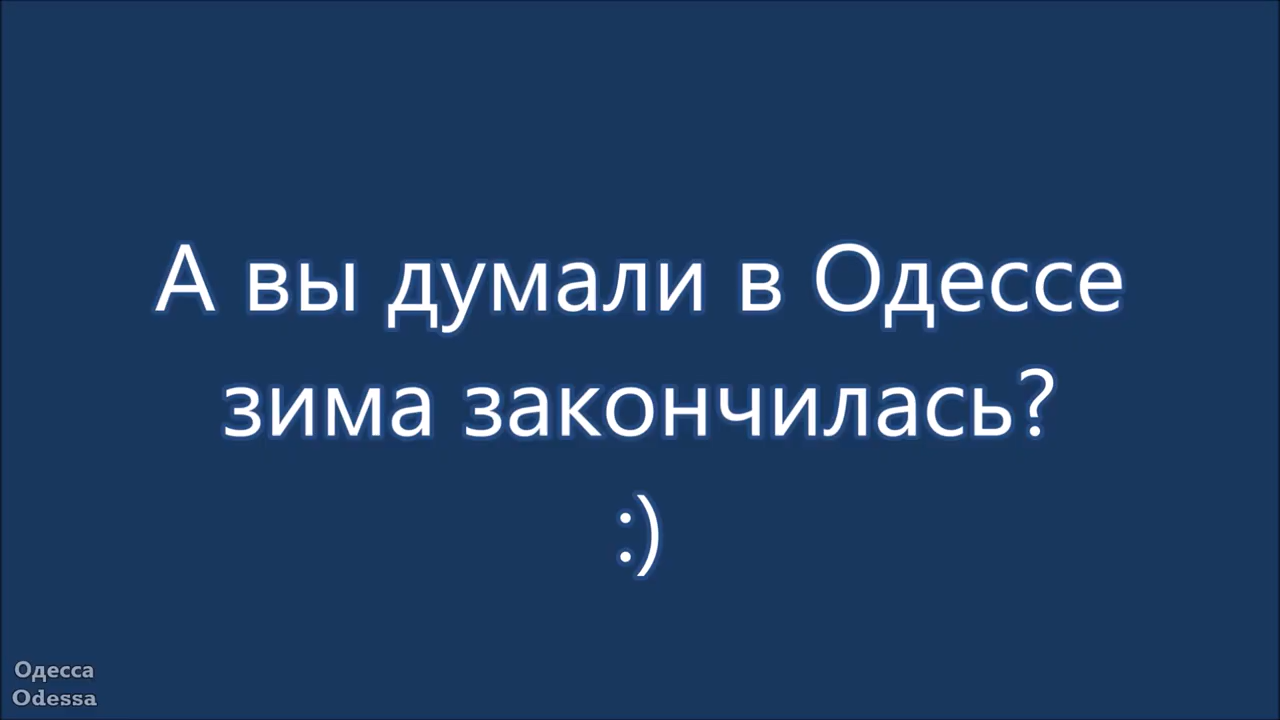 А вы думали в Одессе
зима закончилась?
:)
Одесса
Odessa